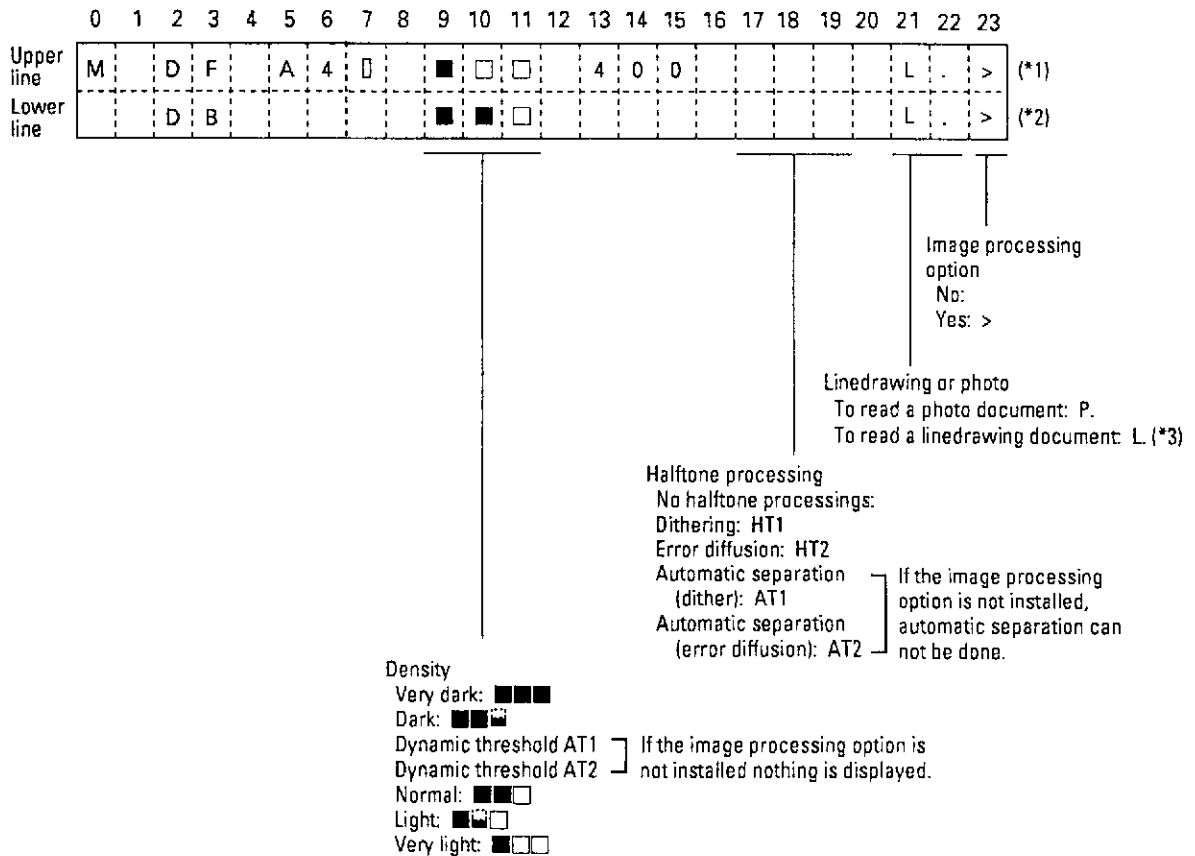 0 1 2 3 4 5 6 7 8 9 10 11 12 13 14 15 16 17 18 19 20 21 22 23
Upper line M D F A 4 ▯ ■ □ □ 4 0 0 L . > (*1)
Lower line D B ■ ■ □ L . > (*2)
Image processing
option
No:
Yes: >
Linedrawing or photo
To read a photo document: P.
To read a linedrawing document: L. (*3)
Halftone processing
No halftone processings:
Dithering: HT1
Error diffusion: HT2
Automatic separation
(dither): AT1
Automatic separation
(error diffusion): AT2
If the image processing
option is not installed,
automatic separation can
not be done.
Density
Very dark: ■■■
Dark: ■■⬓
Dynamic threshold AT1
Dynamic threshold AT2
If the image processing option is
not installed nothing is displayed.
Normal: ■■□
Light: ■⬓□
Very light: ■□□